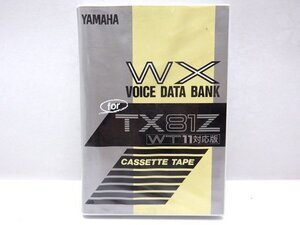 YAMAHA
WX
VOICE DATA BANK
for
TX81Z
WT11対応版
CASSETTE TAPE